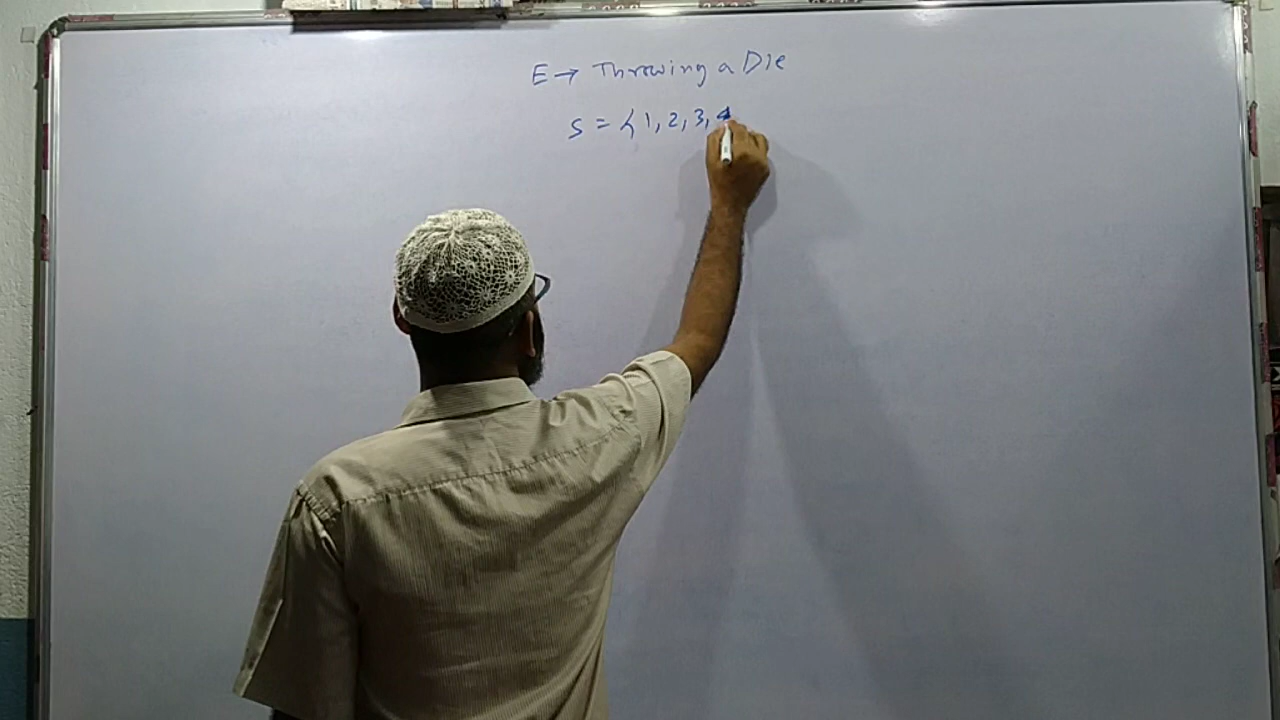 E → Throwing a Die
S = { 1, 2, 3, 4